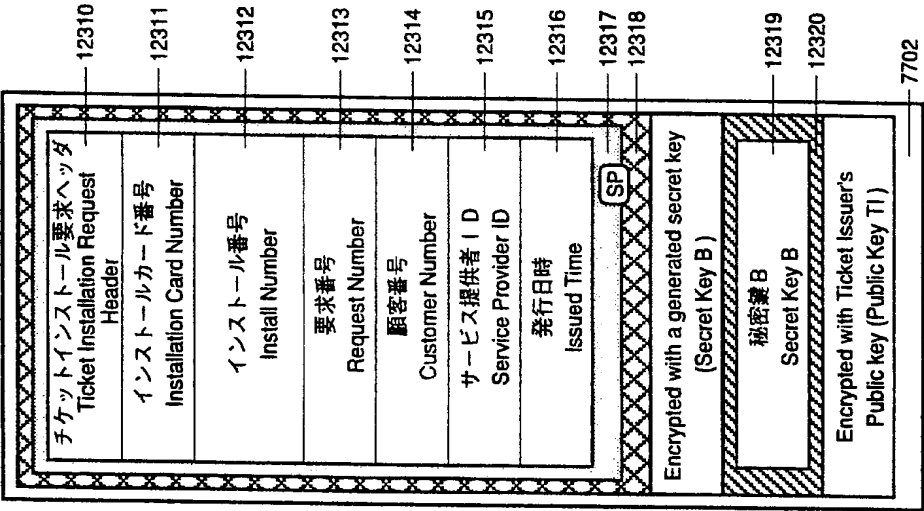 チケットインストール要求ヘッダ
Ticket Installation Request
Header
12310
インストールカード番号
Installation Card Number
12311
インストール番号
Install Number
12312
要求番号
Request Number
12313
顧客番号
Customer Number
12314
サービス提供者ID
Service Provider ID
12315
発行日時
Issued Time
12316
SP
12317
12318
Encrypted with a generated secret key
(Secret Key B )
秘密鍵B
Secret Key B
12319
12320
Encrypted with Ticket Issuer's
Public key (Public Key TI )
7702